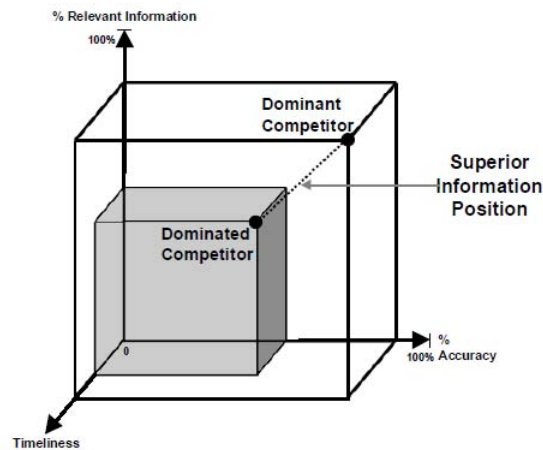 % Relevant Information
100%
Dominant
Competitor
Superior
Information
Position
Dominated
Competitor
0
100%
%
Accuracy
Timeliness